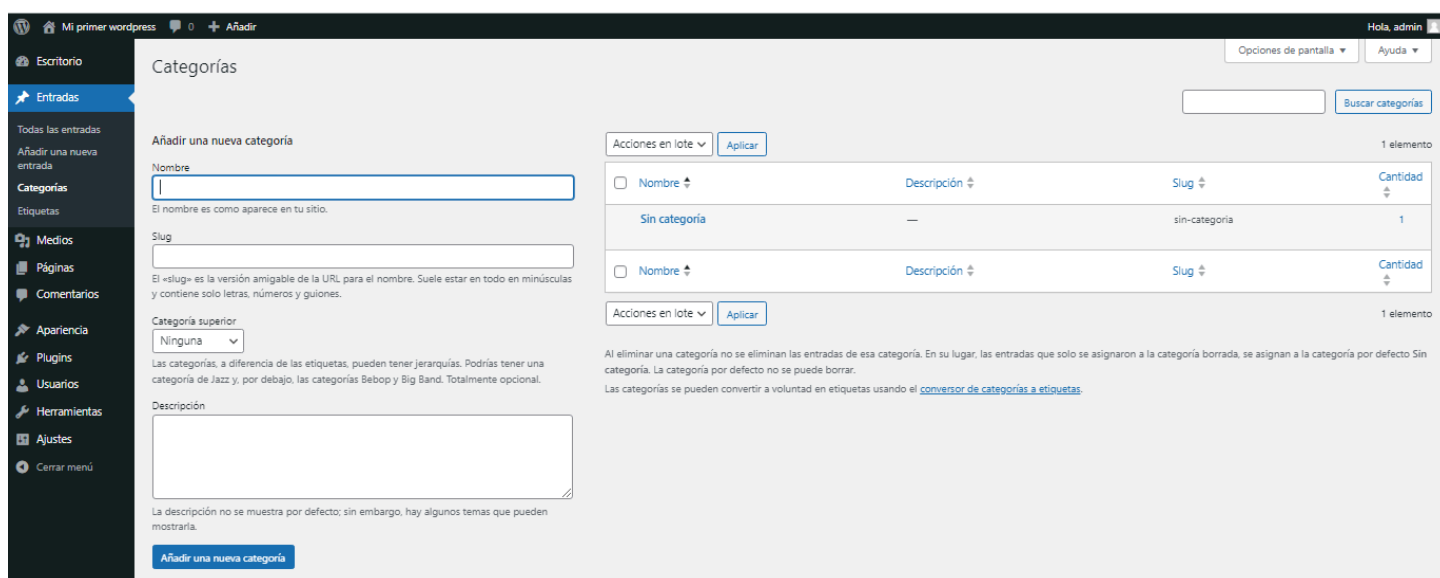 Mi primer wordpress 0 Añadir Hola, admin
Escritorio
Entradas
Todas las entradas
Añadir una nueva
entrada
Categorías
Etiquetas
Medios
Páginas
Comentarios
Apariencia
Plugins
Usuarios
Herramientas
Ajustes
Cerrar menú
Opciones de pantalla Ayuda
Categorías
Buscar categorías
Añadir una nueva categoría
Nombre
El nombre es como aparece en tu sitio.
Slug
El «slug» es la versión amigable de la URL para el nombre. Suele estar en todo en minúsculas
y contiene solo letras, números y guiones.
Categoría superior
Ninguna
Las categorías, a diferencia de las etiquetas, pueden tener jerarquías. Podrías tener una
categoría de Jazz y, por debajo, las categorías Bebop y Big Band. Totalmente opcional.
Descripción
La descripción no se muestra por defecto; sin embargo, hay algunos temas que pueden
mostrarla.
Añadir una nueva categoría
Acciones en lote Aplicar 1 elemento
Nombre Descripción Slug Cantidad
Sin categoría — sin-categoria 1
Nombre Descripción Slug Cantidad
Acciones en lote Aplicar 1 elemento
Al eliminar una categoría no se eliminan las entradas de esa categoría. En su lugar, las entradas que solo se asignaron a la categoría borrada, se asignan a la categoría por defecto Sin
categoría. La categoría por defecto no se puede borrar.
Las categorías se pueden convertir a voluntad en etiquetas usando el conversor de categorías a etiquetas.